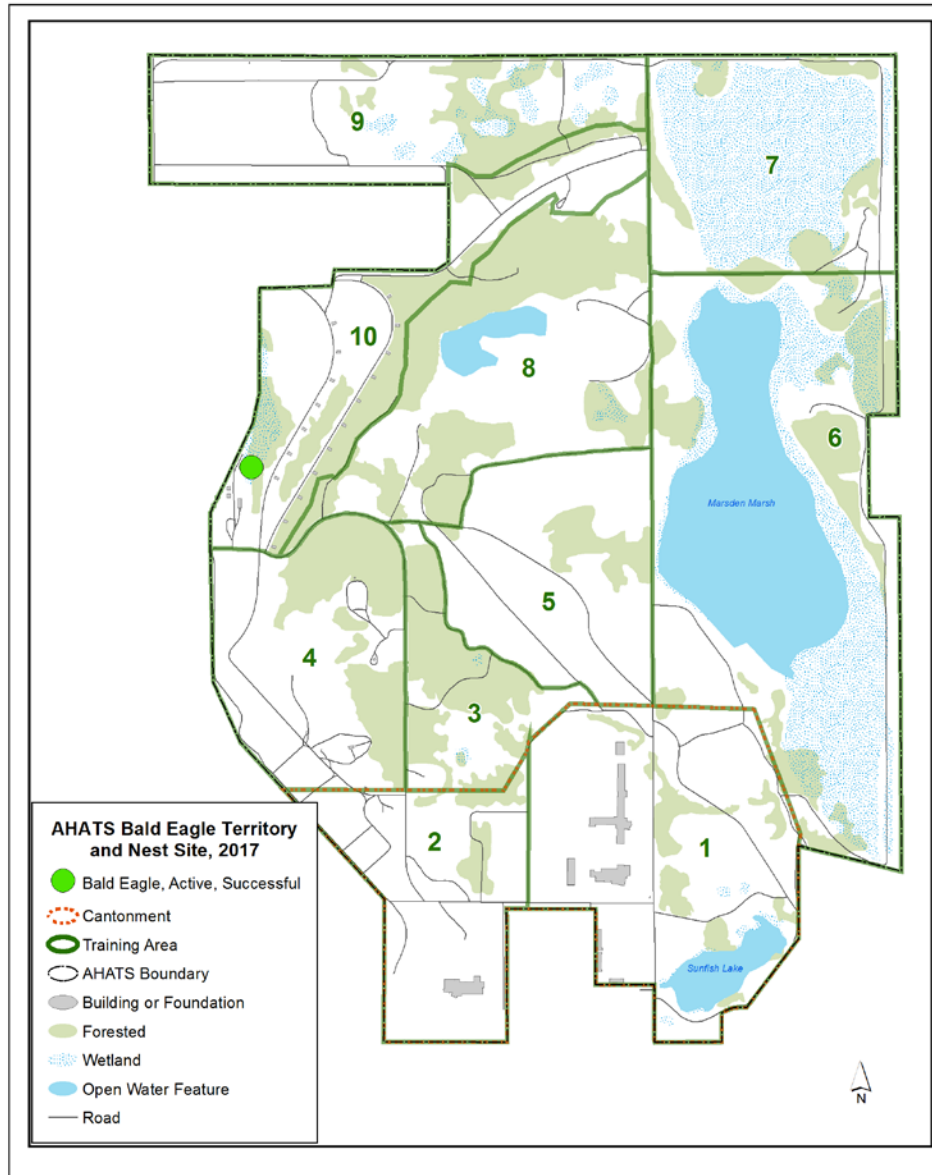 9
7
10
8
6
Marsden Marsh
5
4
3
2
1
Sunfish Lake
AHATS Bald Eagle Territory
and Nest Site, 2017
Bald Eagle, Active, Successful
Cantonment
Training Area
AHATS Boundary
Building or Foundation
Forested
Wetland
Open Water Feature
Road
N